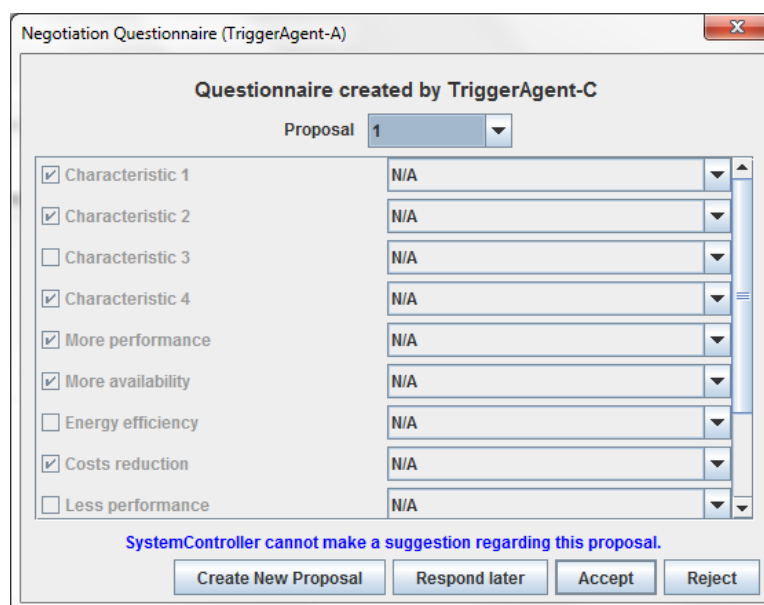 Negotiation Questionnaire (TriggerAgent-A)
Questionnaire created by TriggerAgent-C
Proposal 1
Characteristic 1 N/A
Characteristic 2 N/A
Characteristic 3 N/A
Characteristic 4 N/A
More performance N/A
More availability N/A
Energy efficiency N/A
Costs reduction N/A
Less performance N/A
SystemController cannot make a suggestion regarding this proposal.
Create New Proposal Respond later Accept Reject